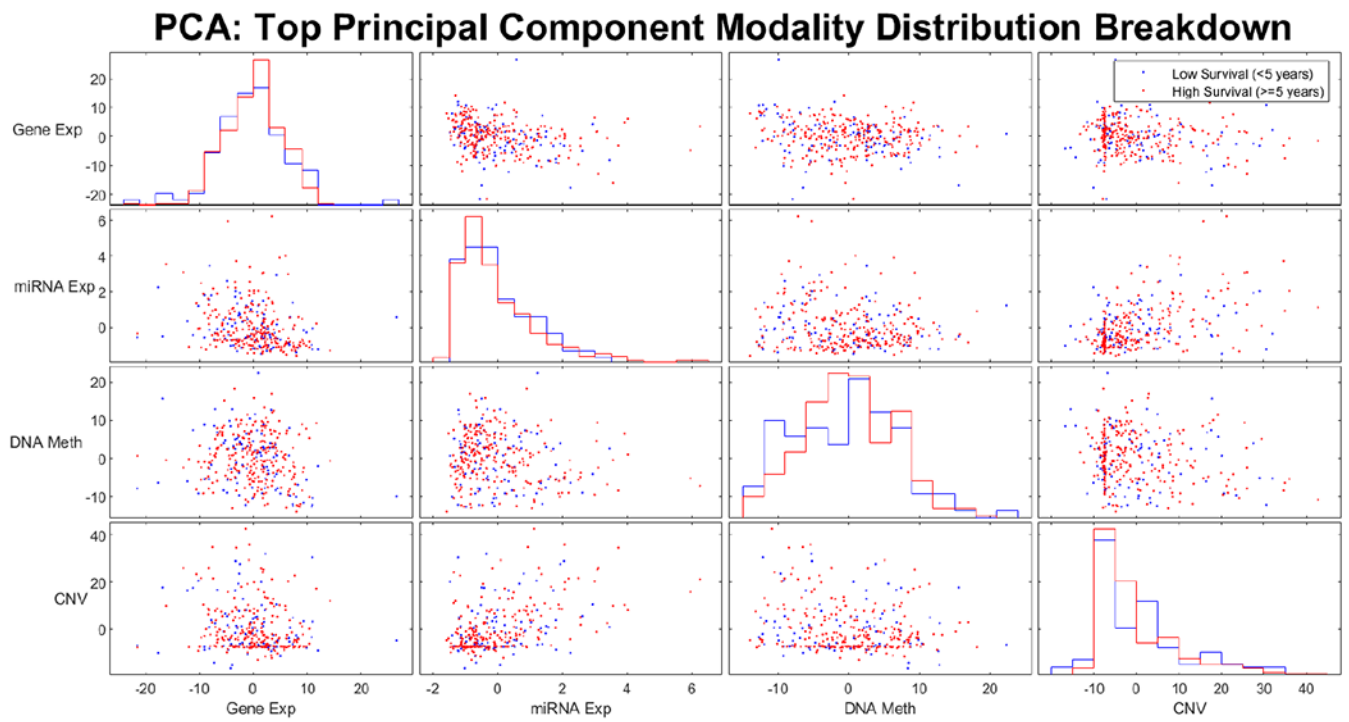 PCA: Top Principal Component Modality Distribution Breakdown
Low Survival (<5 years)
High Survival (>=5 years)
Gene Exp
20
10
0
-10
-20
miRNA Exp
6
4
2
0
DNA Meth
20
10
0
-10
CNV
40
20
0
-20 -10 0 10 20
-2 0 2 4 6
-10 0 10 20
-10 0 10 20 30 40
Gene Exp miRNA Exp DNA Meth CNV